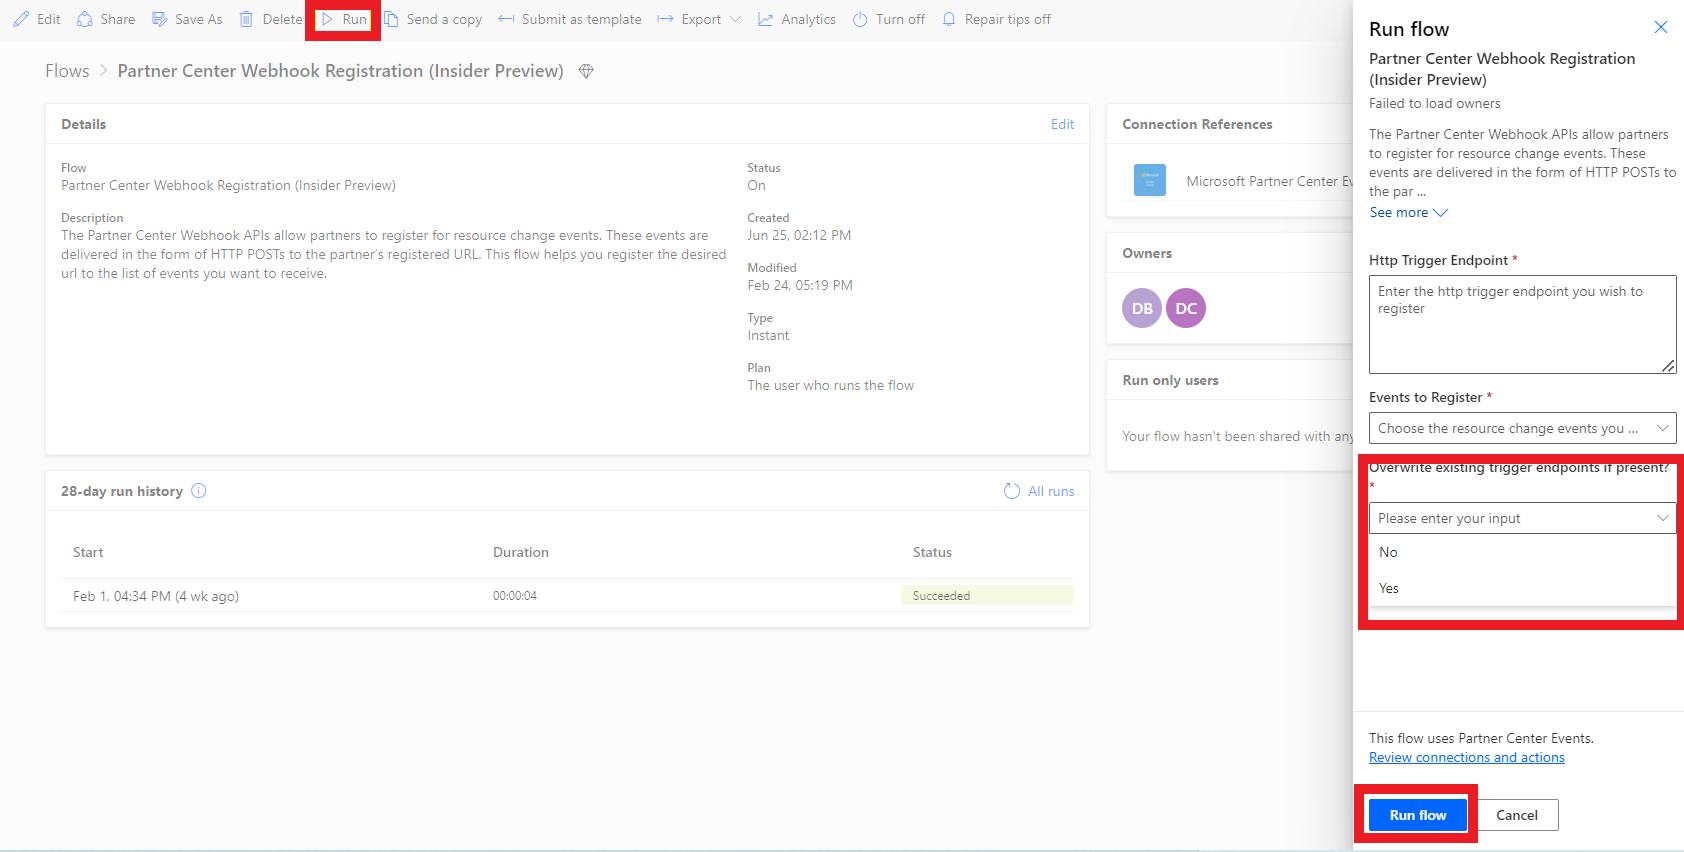 Edit Share Save As Delete Run Send a copy Submit as template Export Analytics Turn off Repair tips off
Flows > Partner Center Webhook Registration (Insider Preview)
Details
Edit
Flow
Partner Center Webhook Registration (Insider Preview)
Description
The Partner Center Webhook APIs allow partners to register for resource change events. These events are
delivered in the form of HTTP POSTs to the partner's registered URL. This flow helps you register the desired
url to the list of events you want to receive.
Status
On
Created
Jun 25, 02:12 PM
Modified
Feb 24, 05:19 PM
Type
Instant
Plan
The user who runs the flow
28-day run history
All runs
Start Duration Status
Feb 1, 04:34 PM (4 wk ago) 00:00:04 Succeeded
Connection References
Microsoft Partner Center Ev
Owners
DB DC
Run only users
Your flow hasn't been shared with any
Run flow
Partner Center Webhook Registration
(Insider Preview)
Failed to load owners
The Partner Center Webhook APIs allow partners
to register for resource change events. These
events are delivered in the form of HTTP POSTs to
the par ...
See more
Http Trigger Endpoint *
Enter the http trigger endpoint you wish to
register
Events to Register *
Choose the resource change events you ...
Overwrite existing trigger endpoints if present?
*
Please enter your input
No
Yes
This flow uses Partner Center Events.
Review connections and actions
Run flow Cancel